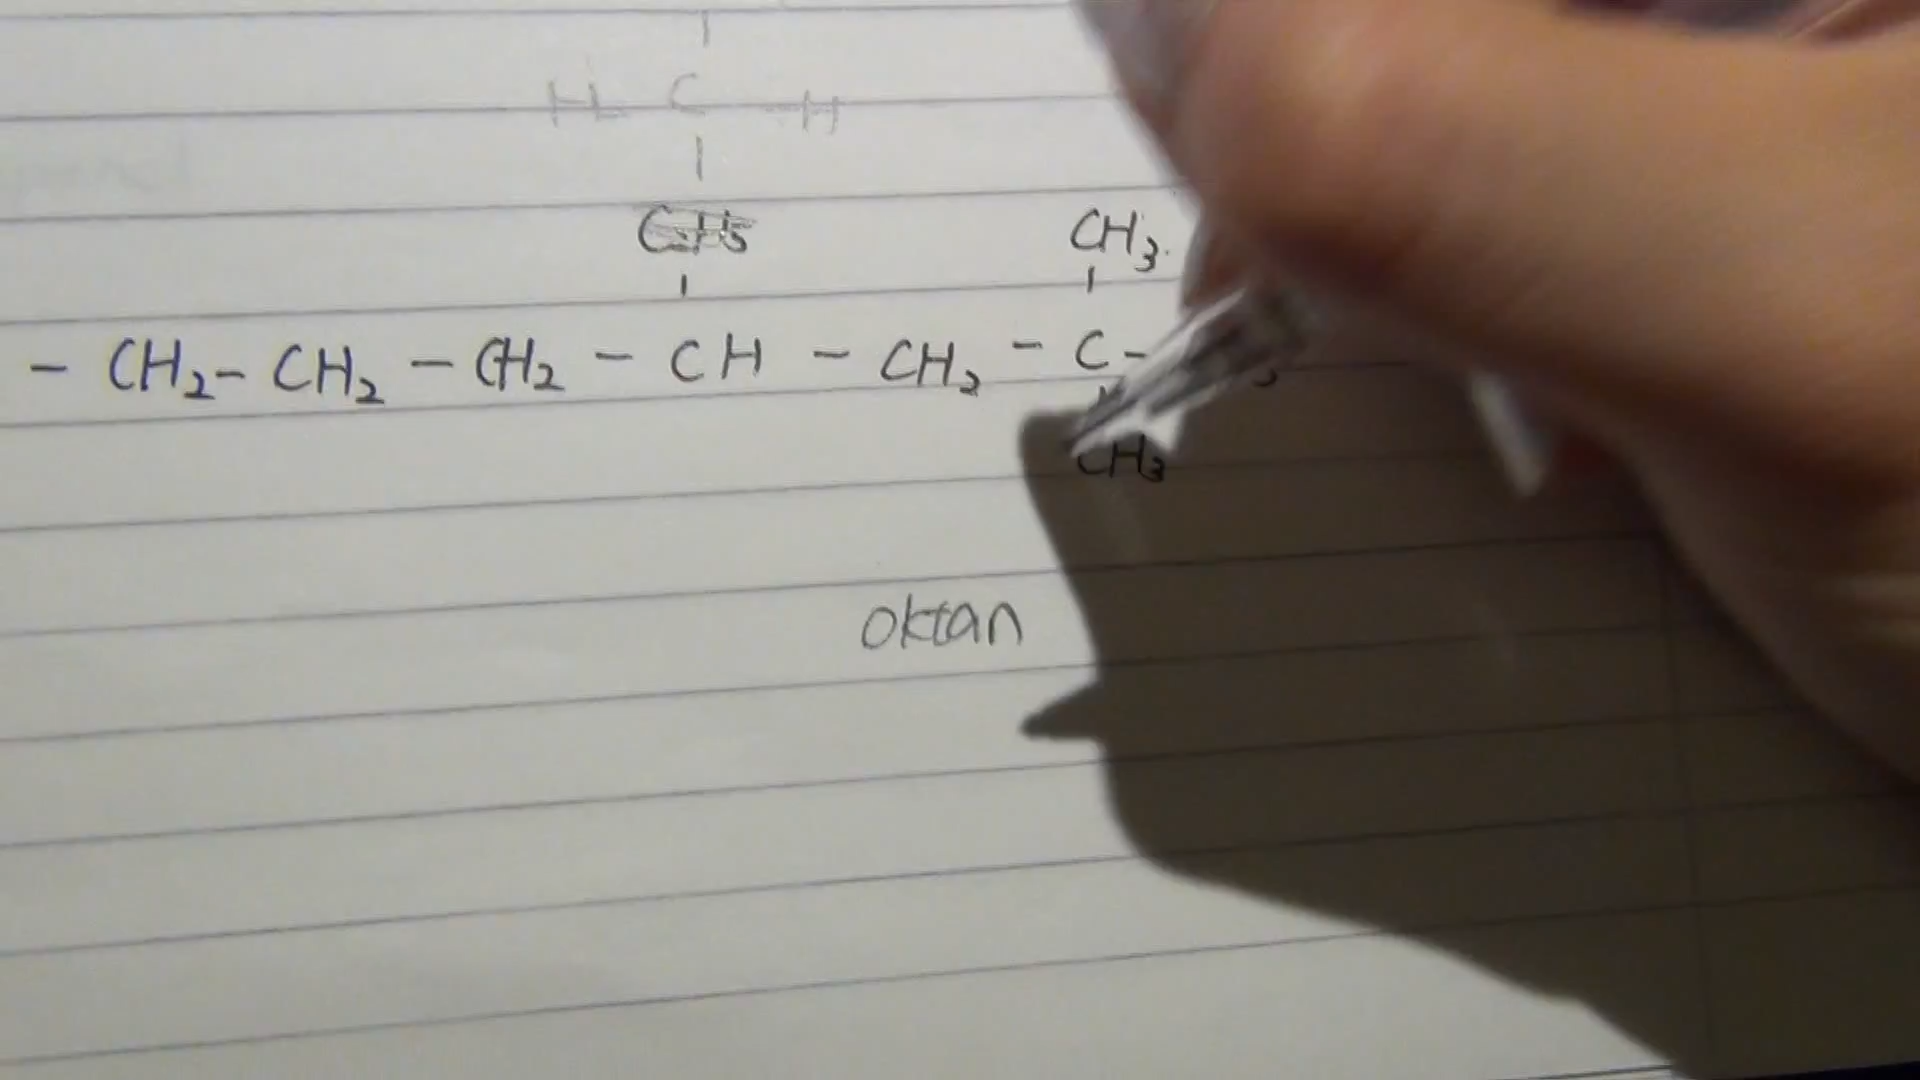 H C H
C2H5 CH3
- CH2 - CH2 - CH2 - CH - CH2 - C -
CH3
oktan